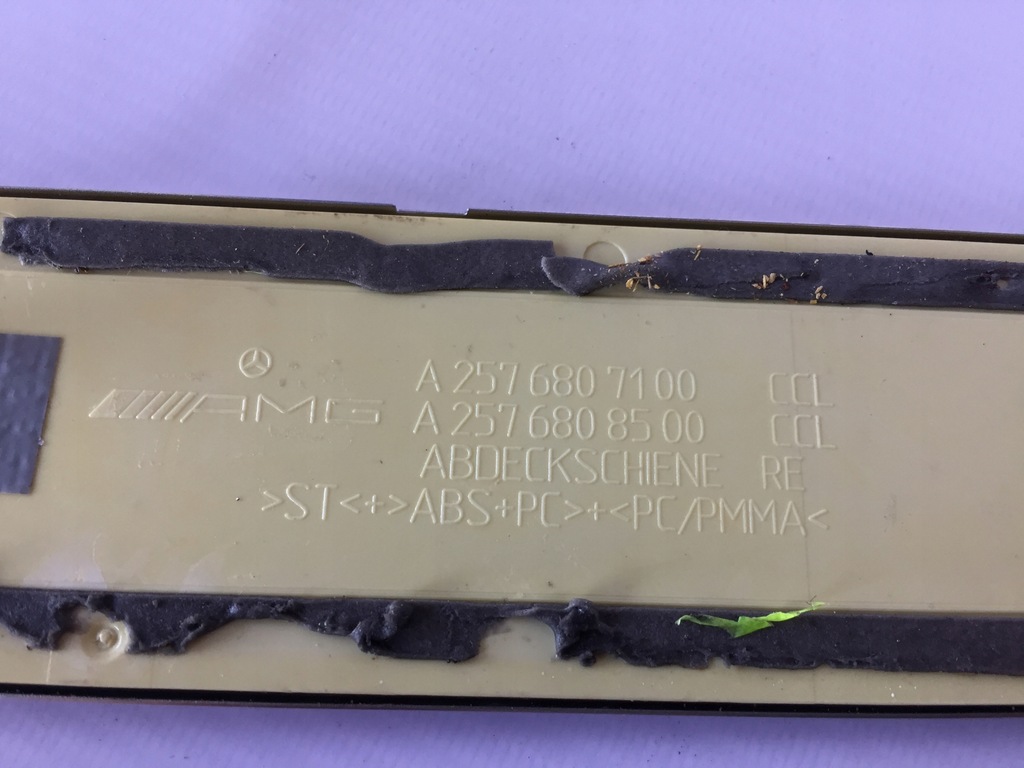 AMG
A 257 680 71 00 CCL
A 257 680 85 00 CCL
ABDECKSCHIENE RE
>ST<+>ABS+PC>+<PC/PMMA<